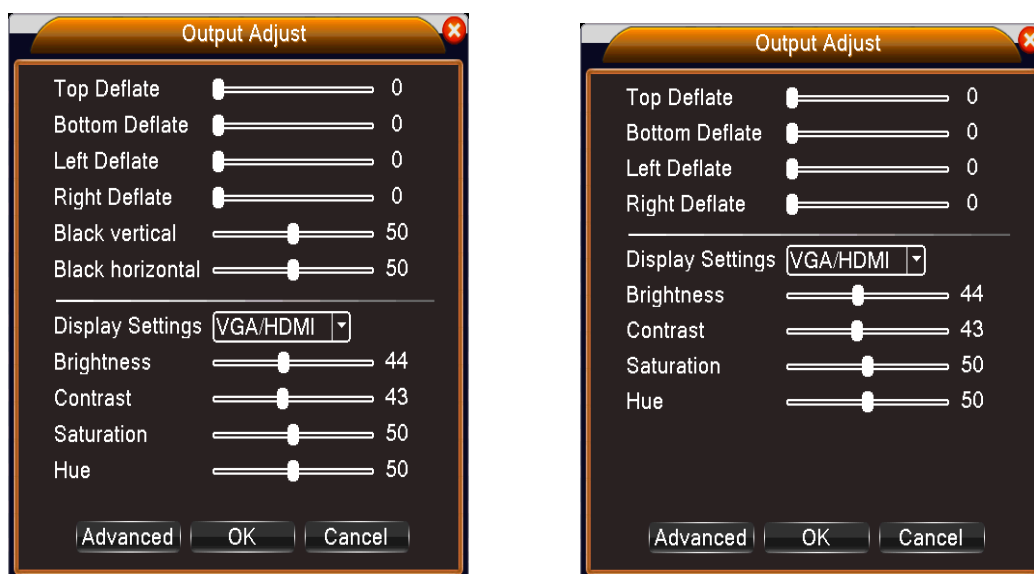 Output Adjust
Top Deflate 0
Bottom Deflate 0
Left Deflate 0
Right Deflate 0
Black vertical 50
Black horizontal 50
Display Settings VGA/HDMI
Brightness 44
Contrast 43
Saturation 50
Hue 50
Advanced OK Cancel
Output Adjust
Top Deflate 0
Bottom Deflate 0
Left Deflate 0
Right Deflate 0
Display Settings VGA/HDMI
Brightness 44
Contrast 43
Saturation 50
Hue 50
Advanced OK Cancel